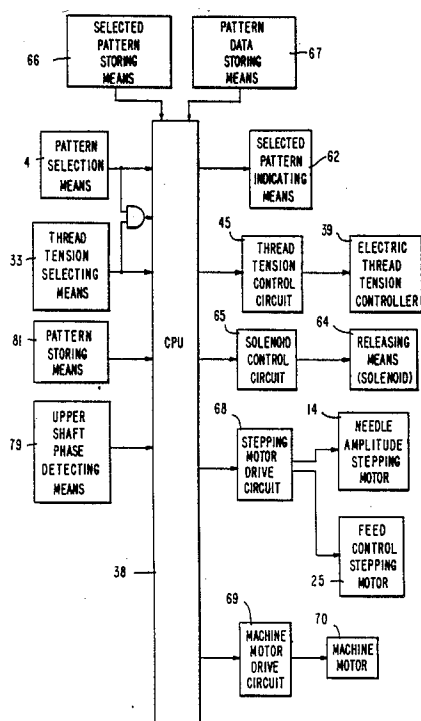 66
SELECTED
PATTERN
STORING
MEANS
PATTERN
DATA
STORING
MEANS
67
4
PATTERN
SELECTION
MEANS
33
THREAD
TENSION
SELECTING
MEANS
81
PATTERN
STORING
MEANS
79
UPPER
SHAFT
PHASE
DETECTING
MEANS
CPU
38
SELECTED
PATTERN
INDICATING
MEANS
62
45
THREAD
TENSION
CONTROL
CIRCUIT
39
ELECTRIC
THREAD
TENSION
CONTROLLER
65
SOLENOID
CONTROL
CIRCUIT
64
RELEASING
MEANS
(SOLENOID)
68
STEPPING
MOTOR
DRIVE
CIRCUIT
14
NEEDLE
AMPLITUDE
STEPPING
MOTOR
FEED
CONTROL
STEPPING
MOTOR
25
69
MACHINE
MOTOR
DRIVE
CIRCUIT
70
MACHINE
MOTOR